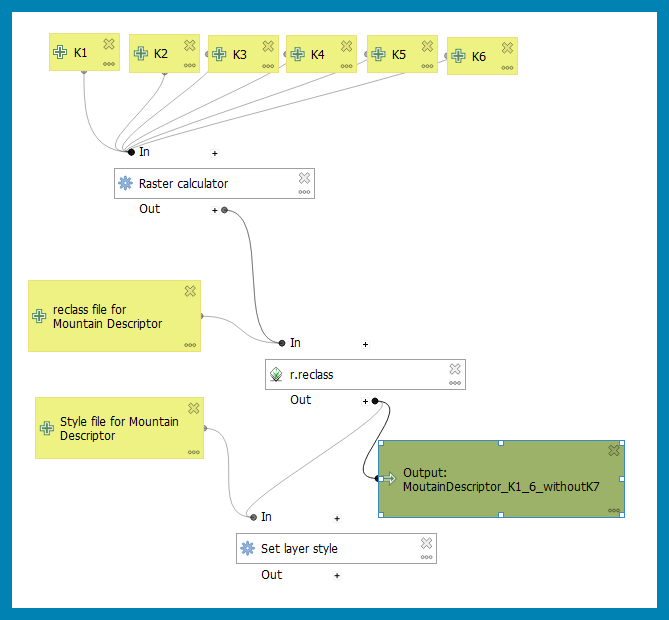 K1
K2
K3
K4
K5
K6
In
+
Raster calculator
Out
+
reclass file for
Mountain Descriptor
In
+
r.reclass
Out
+
Style file for Mountain
Descriptor
Output:
MoutainDescriptor_K1_6_withoutK7
In
+
Set layer style
Out
+